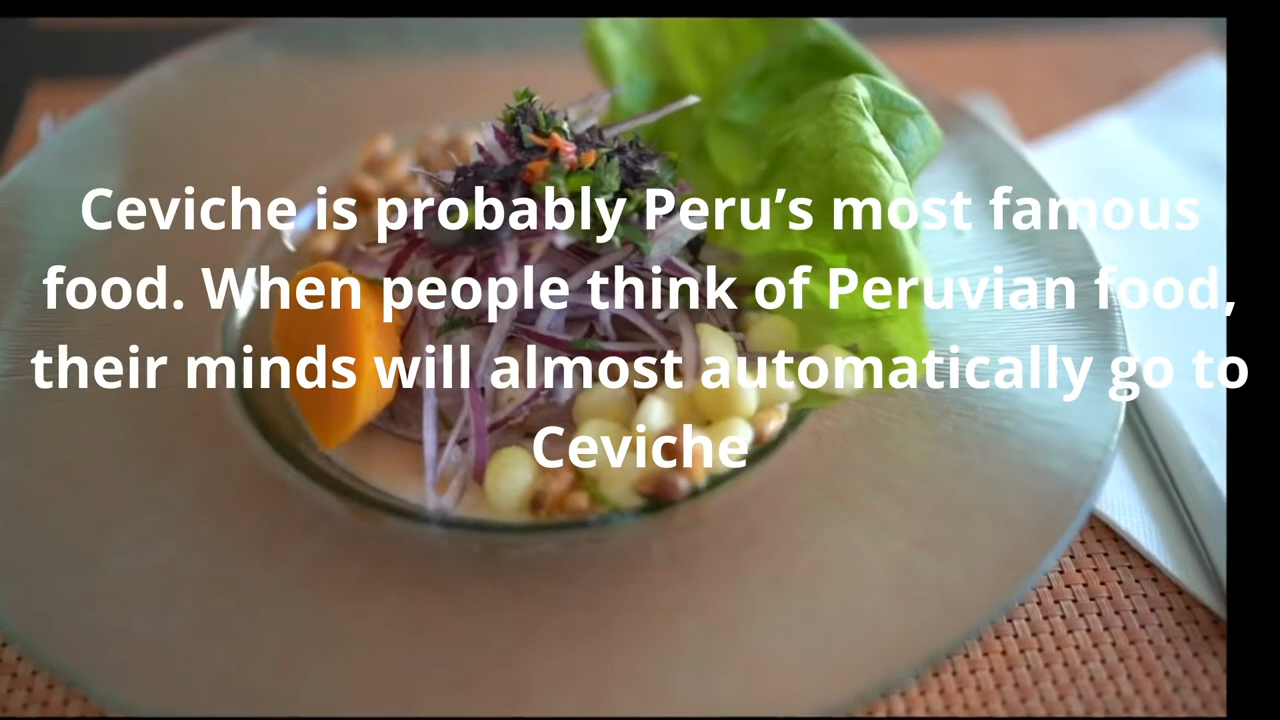 Ceviche is probably Peru’s most famous
food. When people think of Peruvian food,
their minds will almost automatically go to
Ceviche